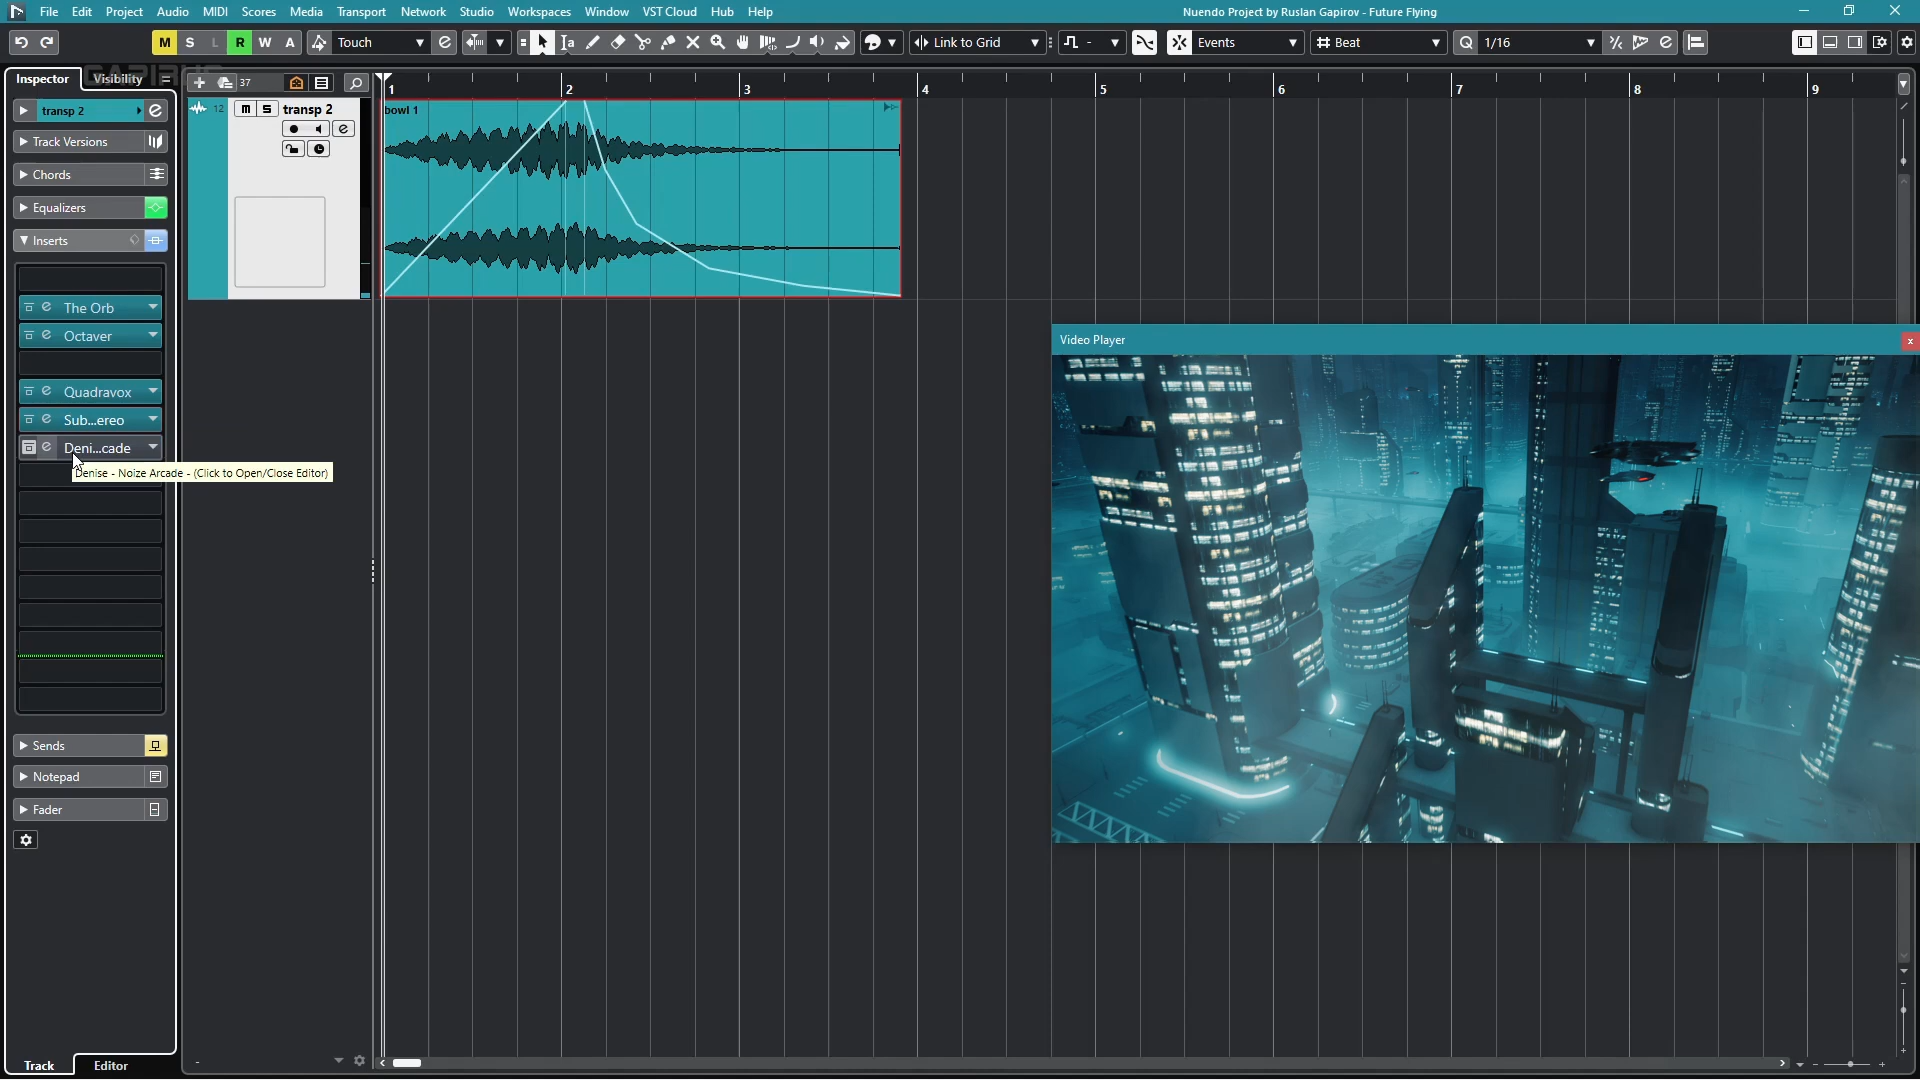 File Edit Project Audio MIDI Scores Media Transport Network Studio Workspaces Window VST Cloud Hub Help
Nuendo Project by Ruslan Gapirov - Future Flying
M S L R W A
Touch
Link to Grid
-
Events
Beat
Q 1/16
Inspector Visibility
37
1 2 3 4 5 6 7 8 9
transp 2
12
m S transp 2
e
bowl 1
Track Versions
Chords
Equalizers
Inserts
The Orb
Octaver
Quadravox
Sub...ereo
Deni...cade
Denise - Noize Arcade - (Click to Open/Close Editor)
Video Player
x
Sends
Notepad
Fader
Track Editor
-